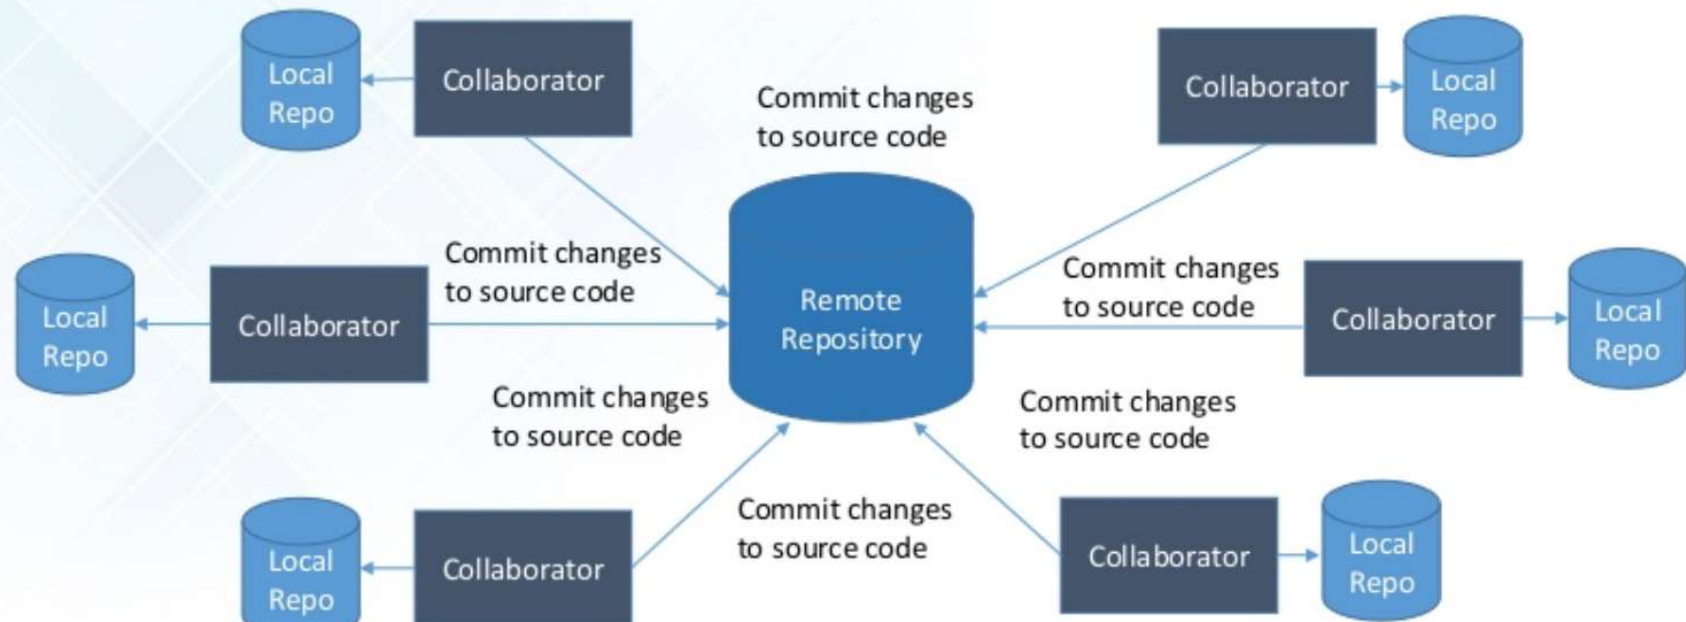 Local
Repo
Collaborator
Commit changes
to source code
Collaborator
Local
Repo
Commit changes
to source code
Local
Repo
Collaborator
Remote
Repository
Commit changes
to source code
Collaborator
Local
Repo
Commit changes
to source code
Commit changes
to source code
Local
Repo
Collaborator
Commit changes
to source code
Collaborator
Local
Repo